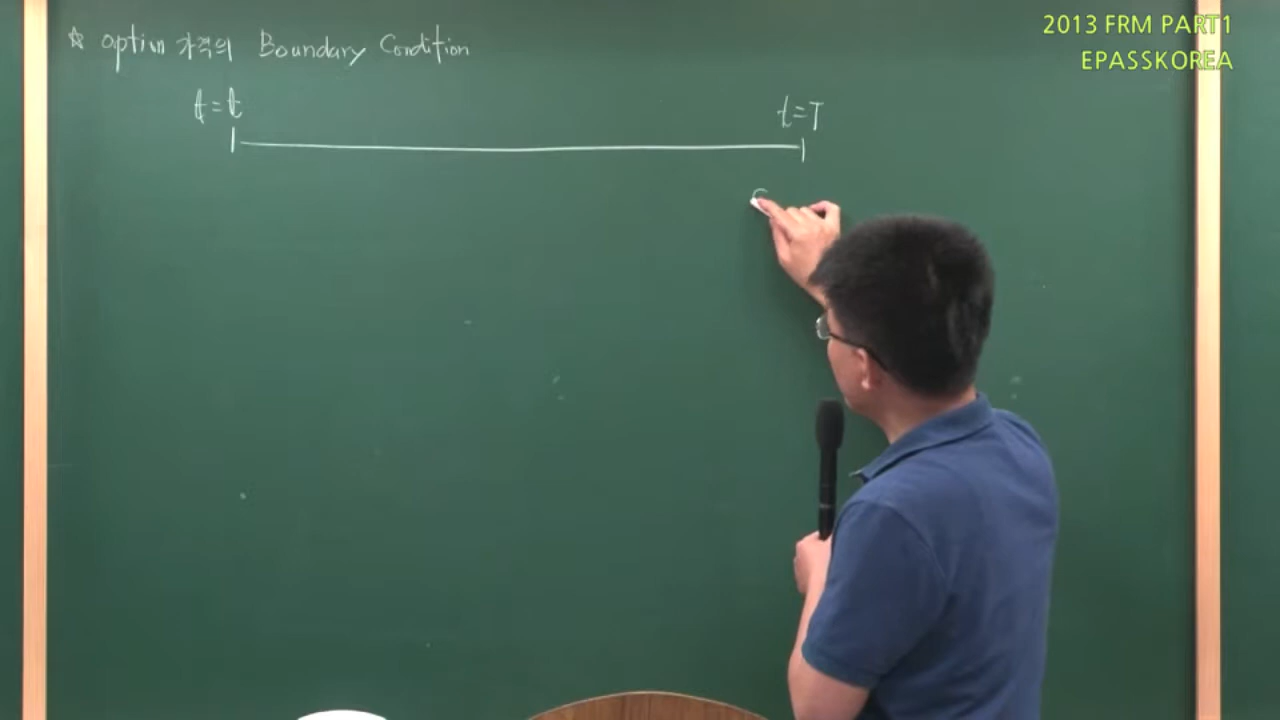 ☆ Option 가격의 Boundary Condition
2013 FRM PART1
EPASSKOREA
t=t
t=T